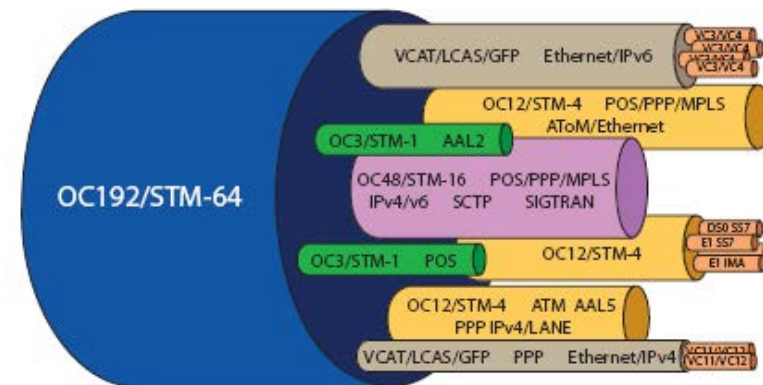 VCAT/LCAS/GFP Ethernet/IPv6
VC3/VC4
VC3/VC4
VC3/VC4
VC3/VC4
OC12/STM-4 POS/PPP/MPLS
AToM/Ethernet
OC3/STM-1 AAL2
OC192/STM-64
OC48/STM-16 POS/PPP/MPLS
IPv4/v6 SCTP SIGTRAN
DS0 SS7
E1 SS7
E1 IMA
OC12/STM-4
OC3/STM-1 POS
OC12/STM-4 ATM AAL5
PPP IPv4/LANE
VCAT/LCAS/GFP PPP Ethernet/IPv4
VC11/VC12
VC11/VC12